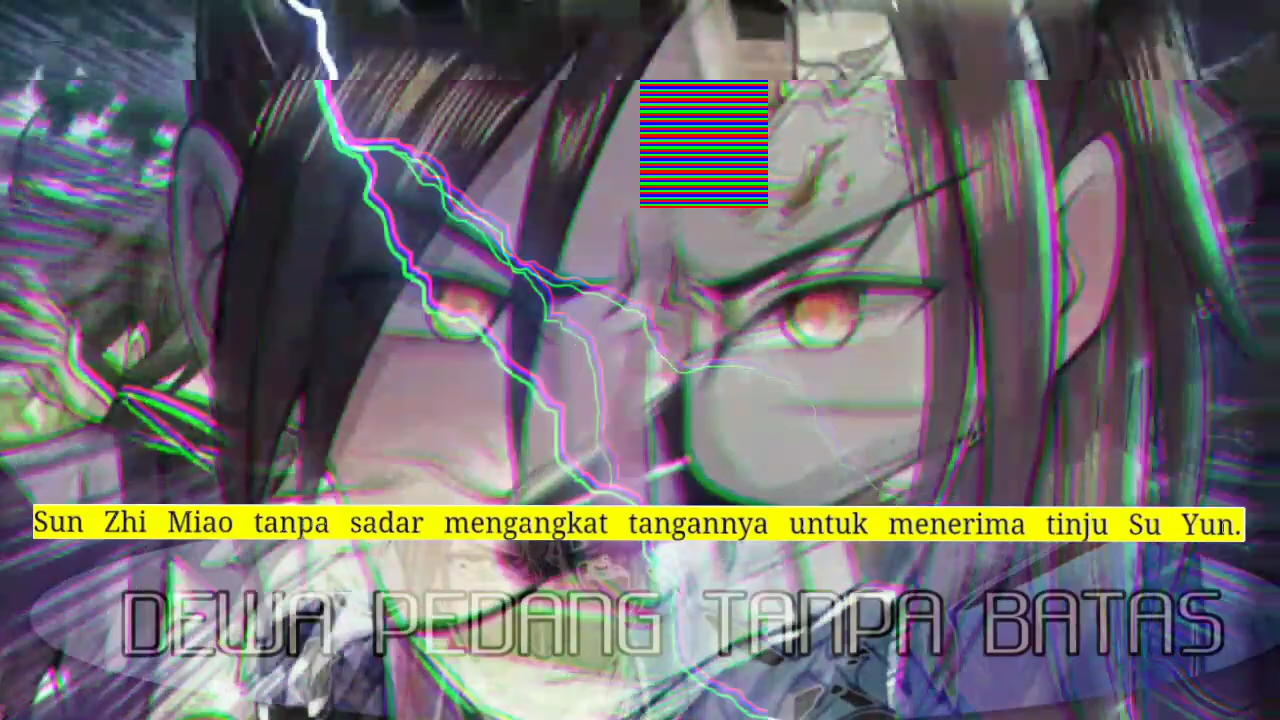 Sun Zhi Miao tanpa sadar mengangkat tangannya untuk menerima tinju Su Yun.
DEWA PEDANG TANPA BATAS